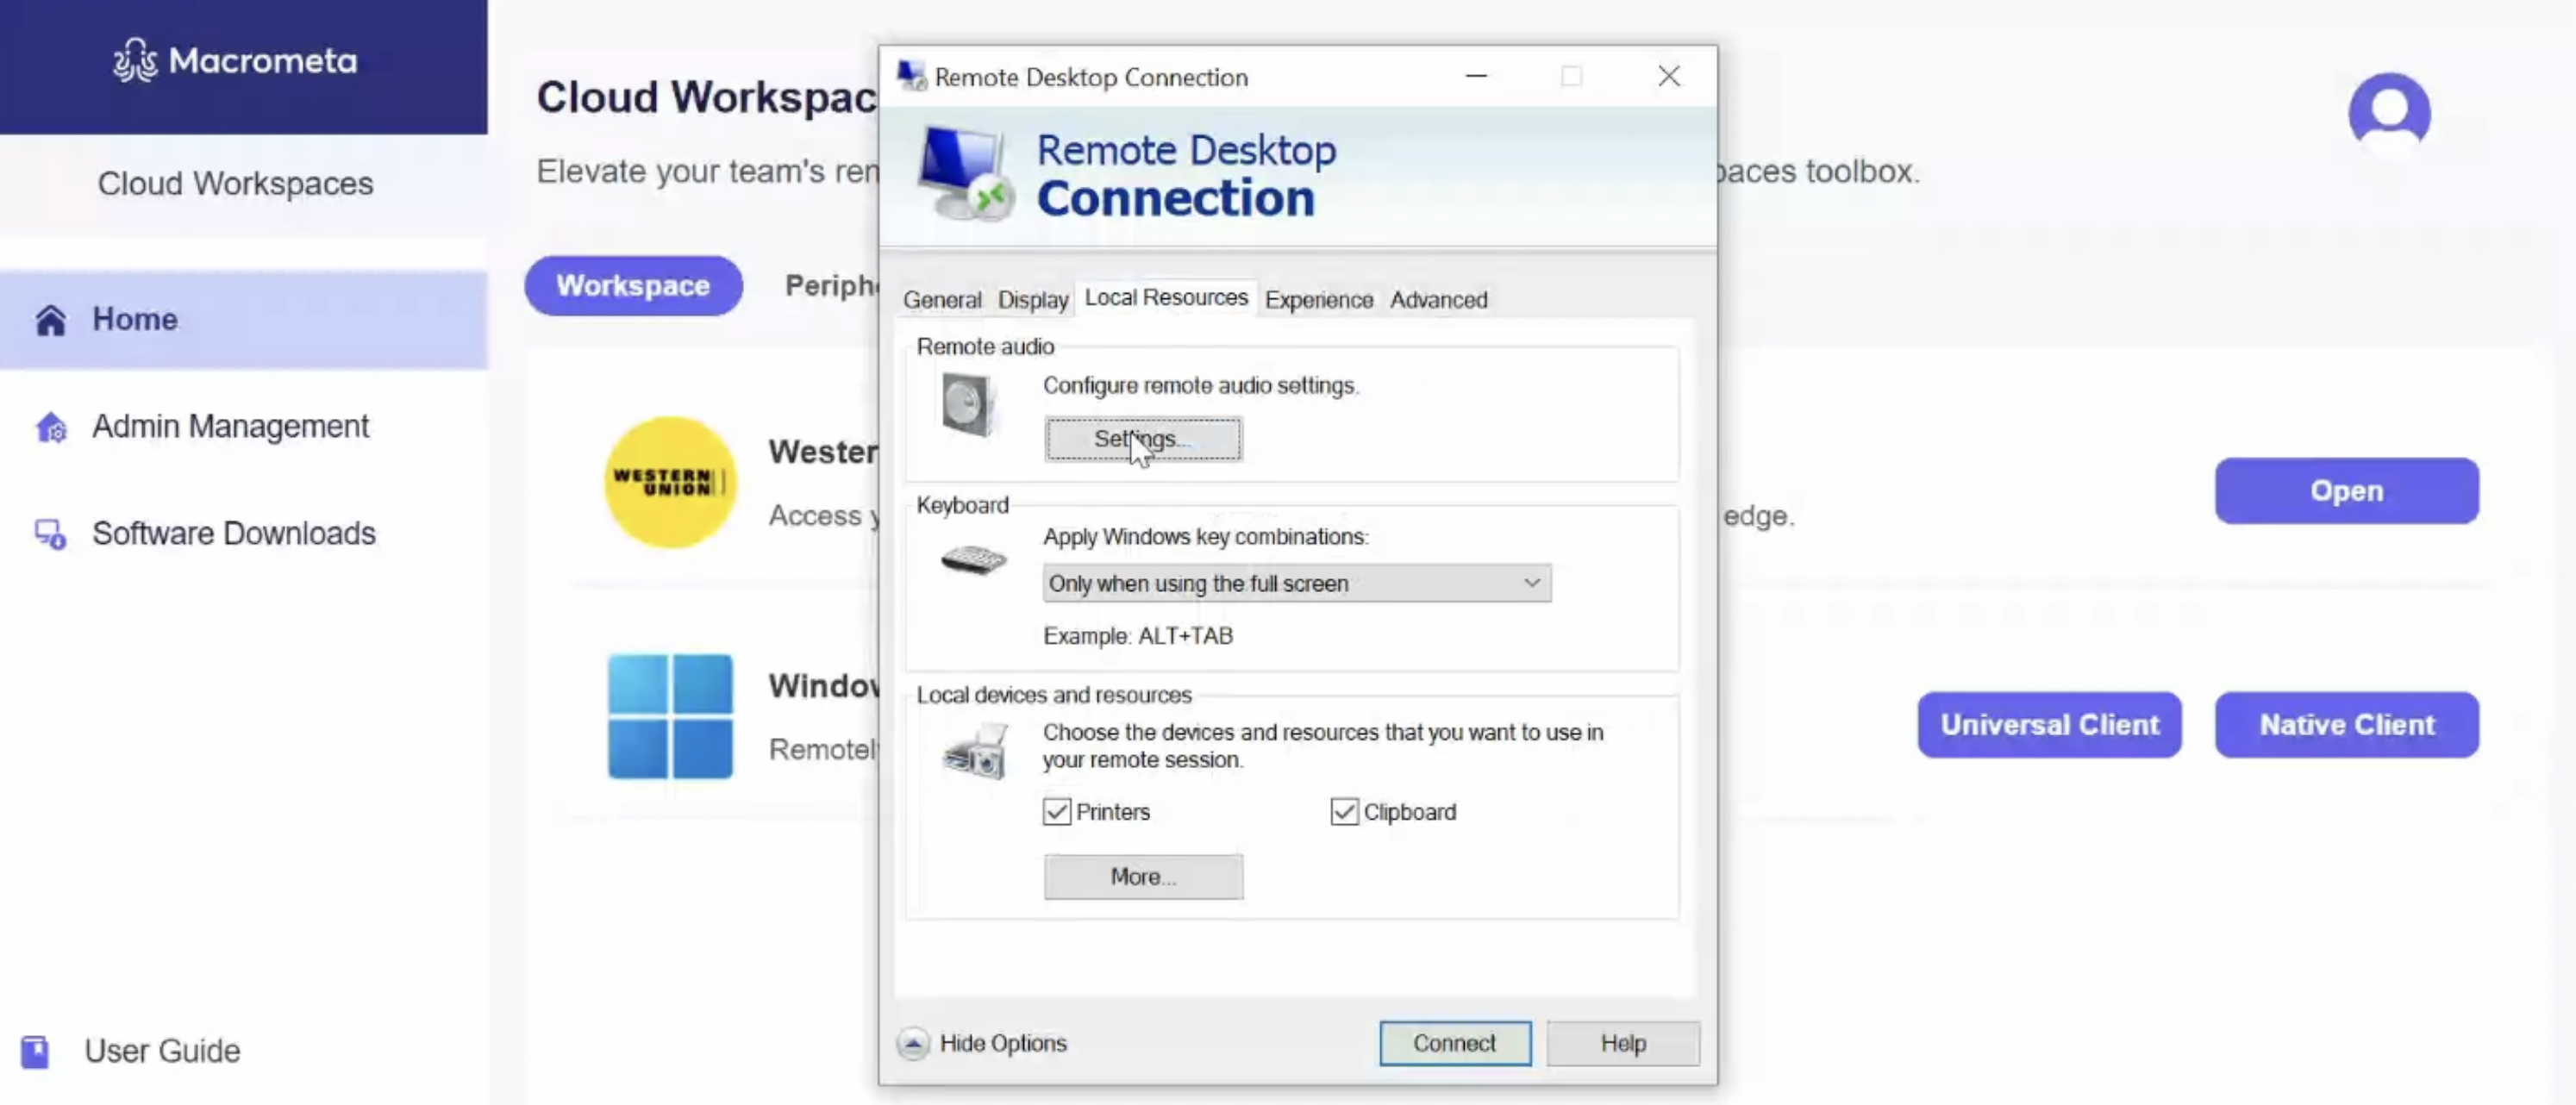 Macrometa
Cloud Workspaces
Home
Admin Management
Software Downloads
User Guide
Cloud Workspac
Elevate your team's ren
paces toolbox.
Workspace
Periph
WESTERN
UNION
Wester
Access y
edge.
Open
Window
Remotel
Universal Client
Native Client
Remote Desktop Connection
Remote Desktop
Connection
General Display Local Resources Experience Advanced
Remote audio
Configure remote audio settings.
Settings...
Keyboard
Apply Windows key combinations:
Only when using the full screen
Example: ALT+TAB
Local devices and resources
Choose the devices and resources that you want to use in
your remote session.
Printers Clipboard
More...
Hide Options
Connect
Help